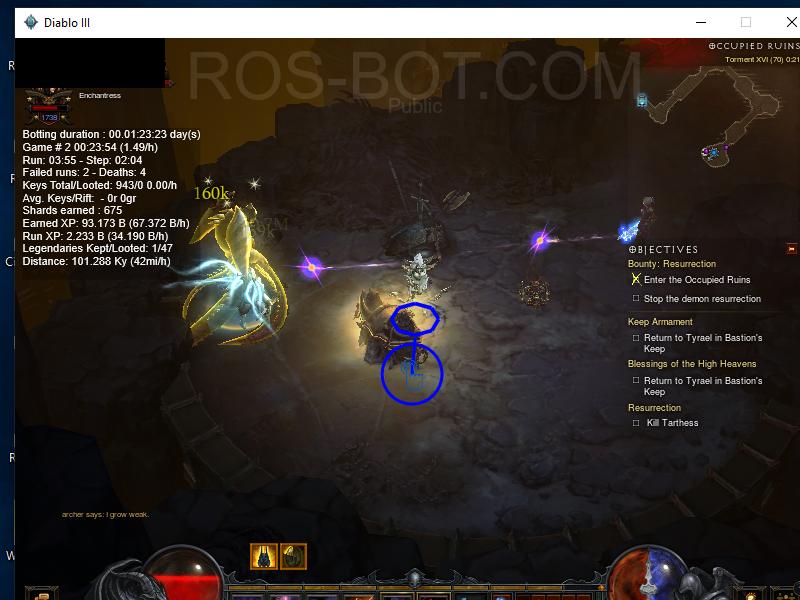 Diablo III
ROS-BOT.COM
Public
OCCUPIED RUINS
Torment XVI (70) 0:21
Enchantress
1738
Botting duration : 00.01:23:23 day(s)
Game # 2 00:23:54 (1.49/h)
Run: 03:55 - Step: 02:04
Failed runs: 2 - Deaths: 4
Keys Total/Looted: 943/0 0.00/h
Avg. Keys/Rift:  - 0r 0gr
Shards earned : 675
Earned XP: 93.173 B (67.372 B/h)
Run XP: 2.233 B (34.190 B/h)
Legendaries Kept/Looted: 1/47
Distance: 101.288 Ky (42mi/h)
160k
OBJECTIVES
Bounty: Resurrection
Enter the Occupied Ruins
Stop the demon resurrection
Keep Armament
Return to Tyrael in Bastion's
Keep
Blessings of the High Heavens
Return to Tyrael in Bastion's
Keep
Resurrection
Kill Tarthess
archer says: I grow weak.